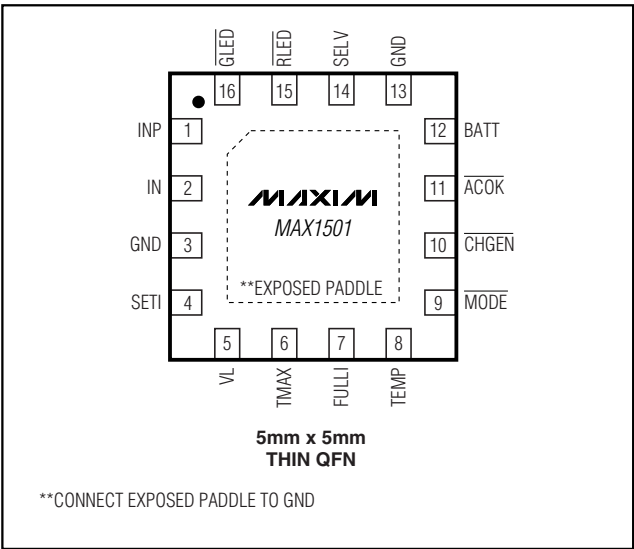 GLED
RLED
SELV
GND
16
15
14
13
INP
1
12
BATT
IN
2
11
ACOK
GND
3
10
CHGEN
SETI
4
9
MODE
MAXIM
MAX1501
**EXPOSED PADDLE
5
6
7
8
VL
TMAX
FULLI
TEMP
5mm x 5mm
THIN QFN
**CONNECT EXPOSED PADDLE TO GND